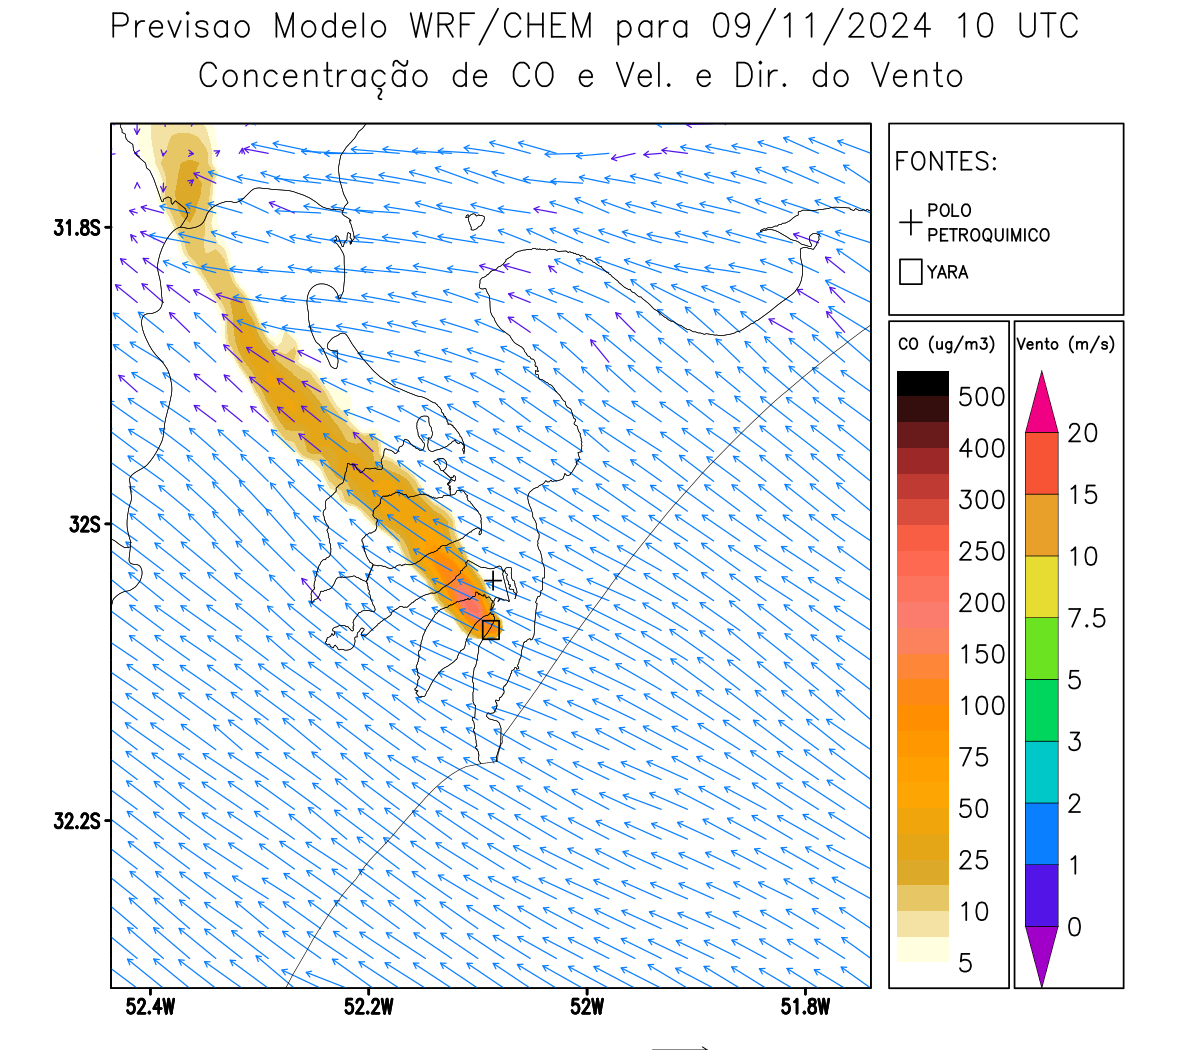 Previsao Modelo WRF/CHEM para 09/11/2024 10 UTC
Concentração de CO e Vel. e Dir. do Vento
FONTES:
POLO
PETROQUIMICO
YARA
CO (ug/m3)
500
400
300
250
200
150
100
75
50
25
10
5
Vento (m/s)
20
15
10
7.5
5
3
2
1
0
31.8S
32S
32.2S
52.4W
52.2W
52W
51.8W